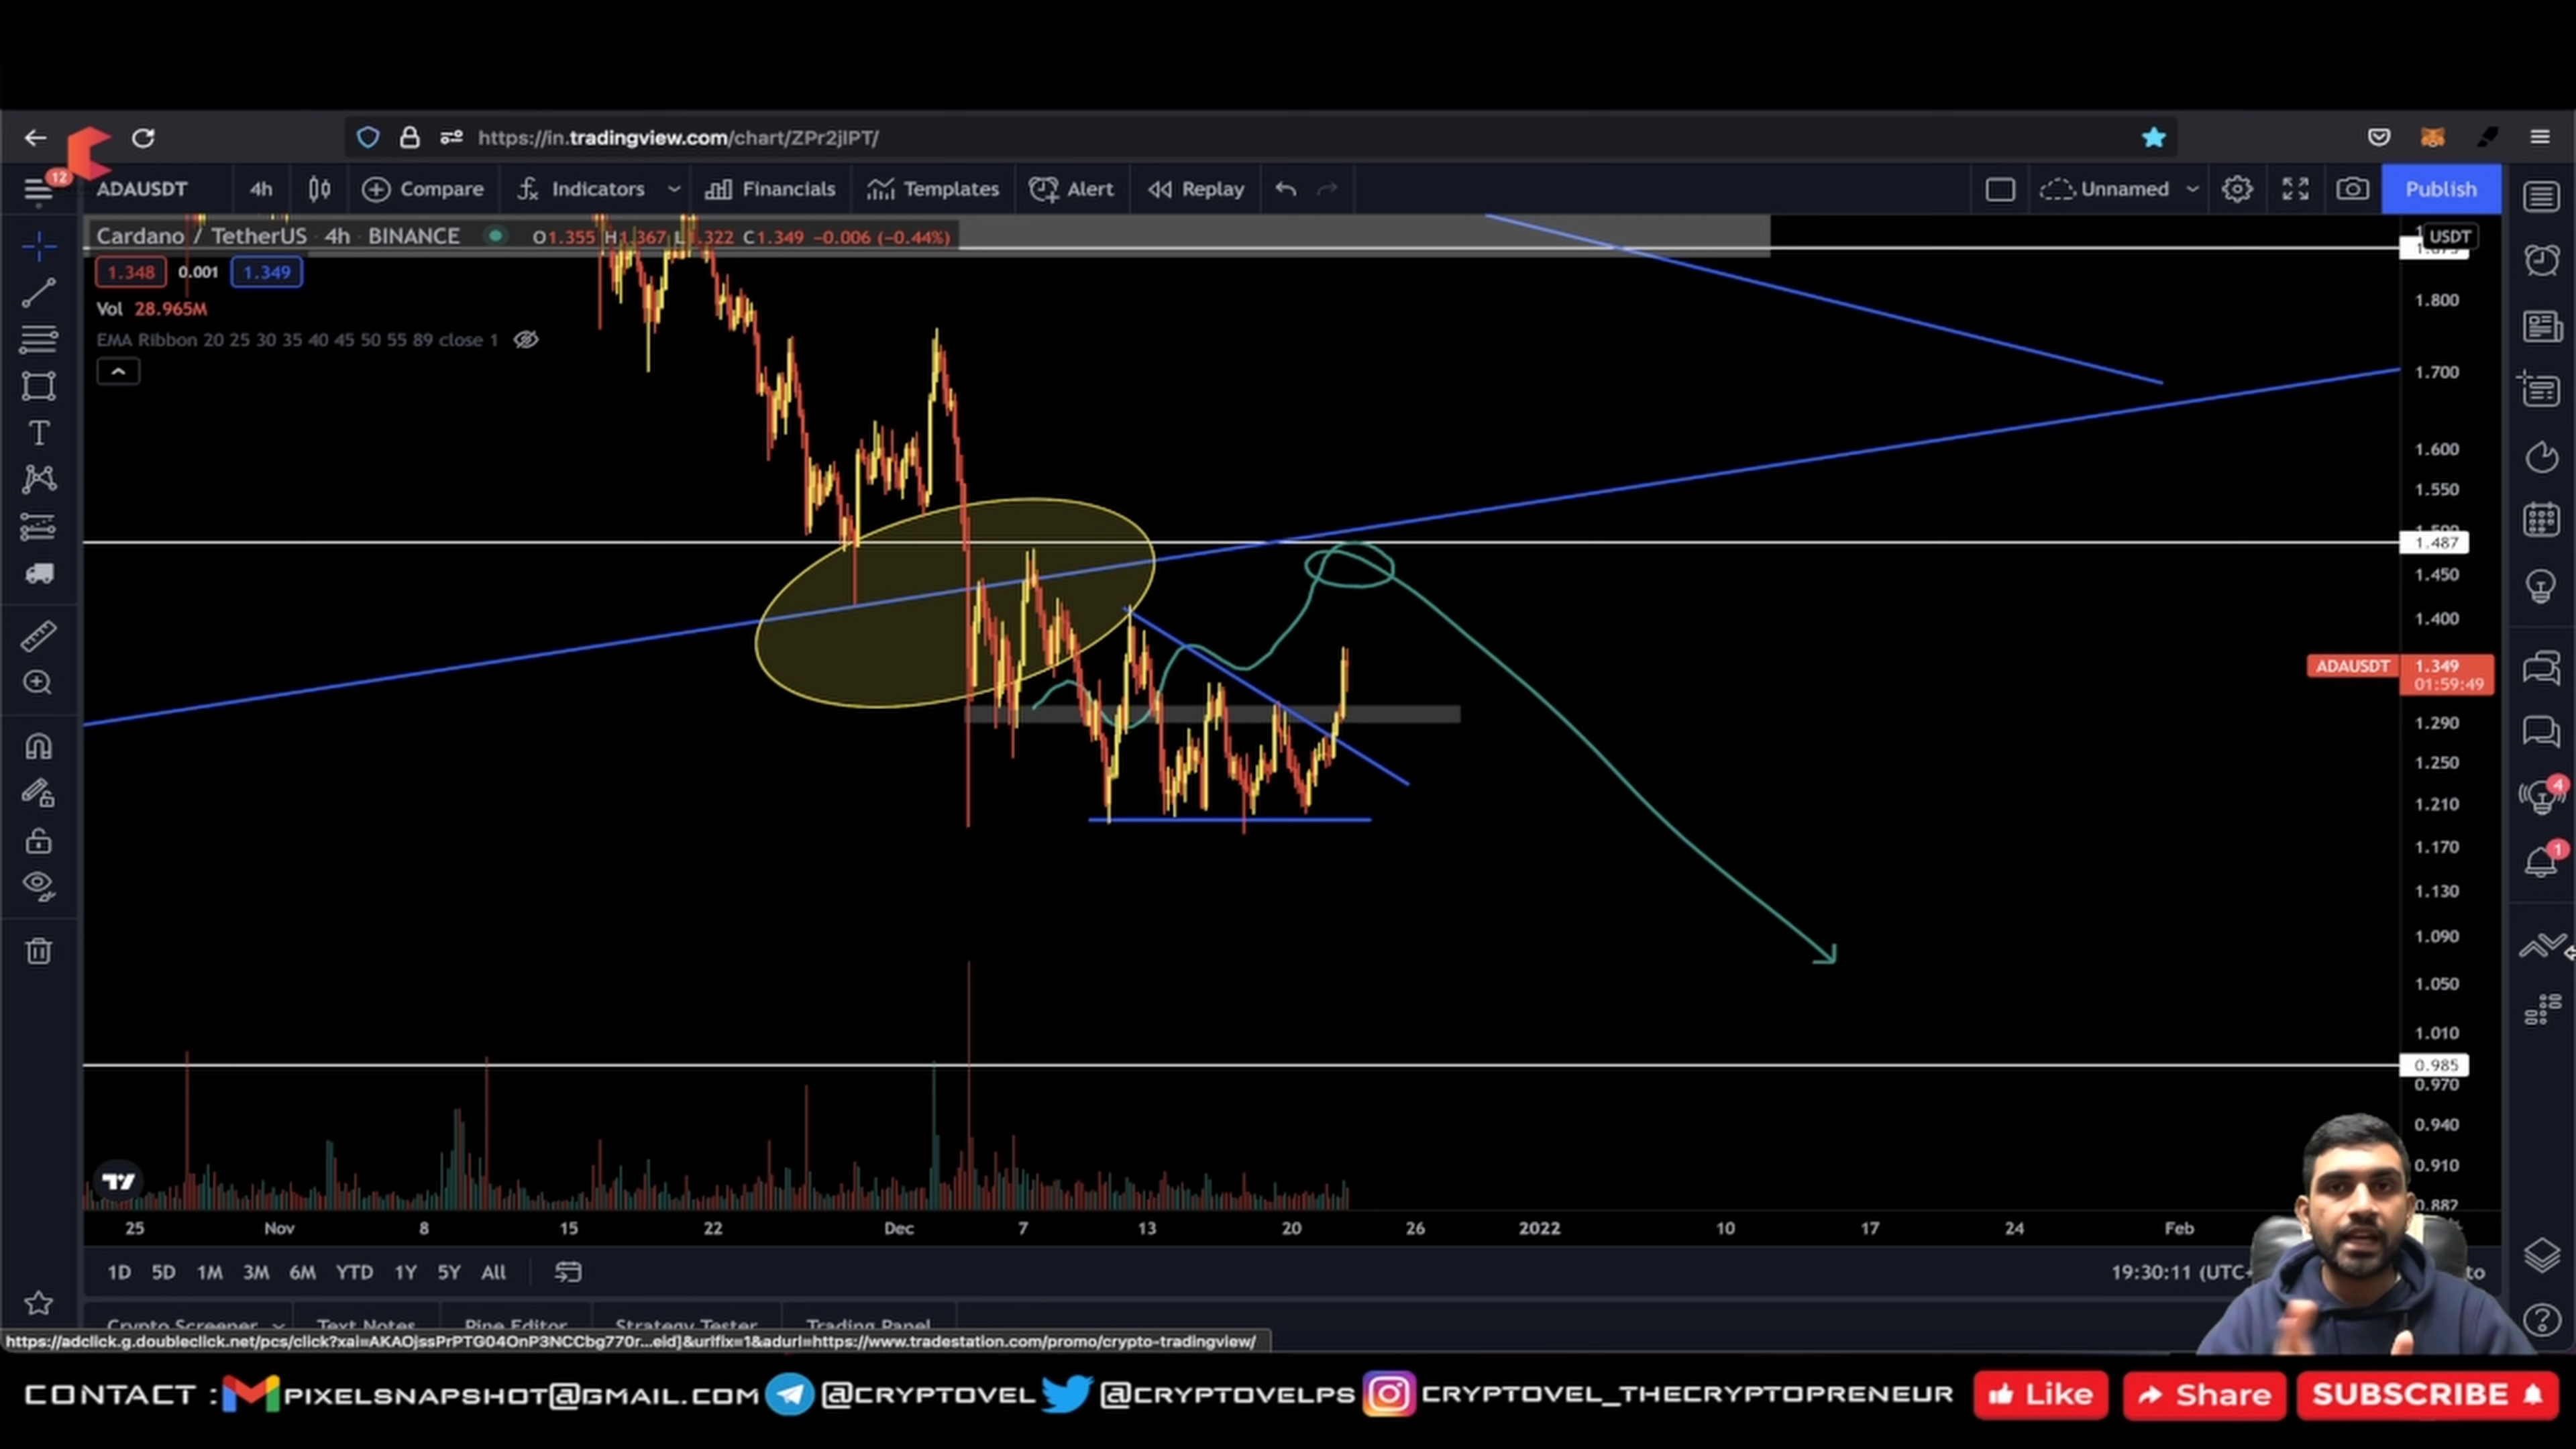 https://in.tradingview.com/chart/ZPr2jlPT/
12
ADAUSDT 4h Compare Indicators Financials Templates Alert Replay Unnamed Publish
Cardano / TetherUS · 4h · BINANCE O1.355 H1.367 L1.322 C1.349 −0.006 (−0.44%)
USDT
1.348 0.001 1.349
Vol 28.965M
EMA Ribbon 20 25 30 35 40 45 50 55 89 close 1
1.800
1.700
1.600
1.550
1.487
1.450
1.400
ADAUSDT 1.349
01:59:49
1.290
1.250
1.210
1.170
1.130
1.090
1.050
1.010
0.985
0.970
0.940
0.910
0.882
4
1
25 Nov 8 15 22 Dec 7 13 20 26 2022 10 17 24 Feb
1D 5D 1M 3M 6M YTD 1Y 5Y All 19:30:11 (UTC+
to
Crypto Screener Text Notes Pine Editor Strategy Tester Trading Panel
https://adclick.g.doubleclick.net/pcs/click?xai=AKAOjssPrPTG04OnP3NCCbg770r...eid]&urlfix=1&adurl=https://www.tradestation.com/promo/crypto-tradingview/
CONTACT : PIXELSNAPSHOT@GMAIL.COM @CRYPTOVEL @CRYPTOVELPS CRYPTOVEL_THECRYPTOPRENEUR Like Share SUBSCRIBE